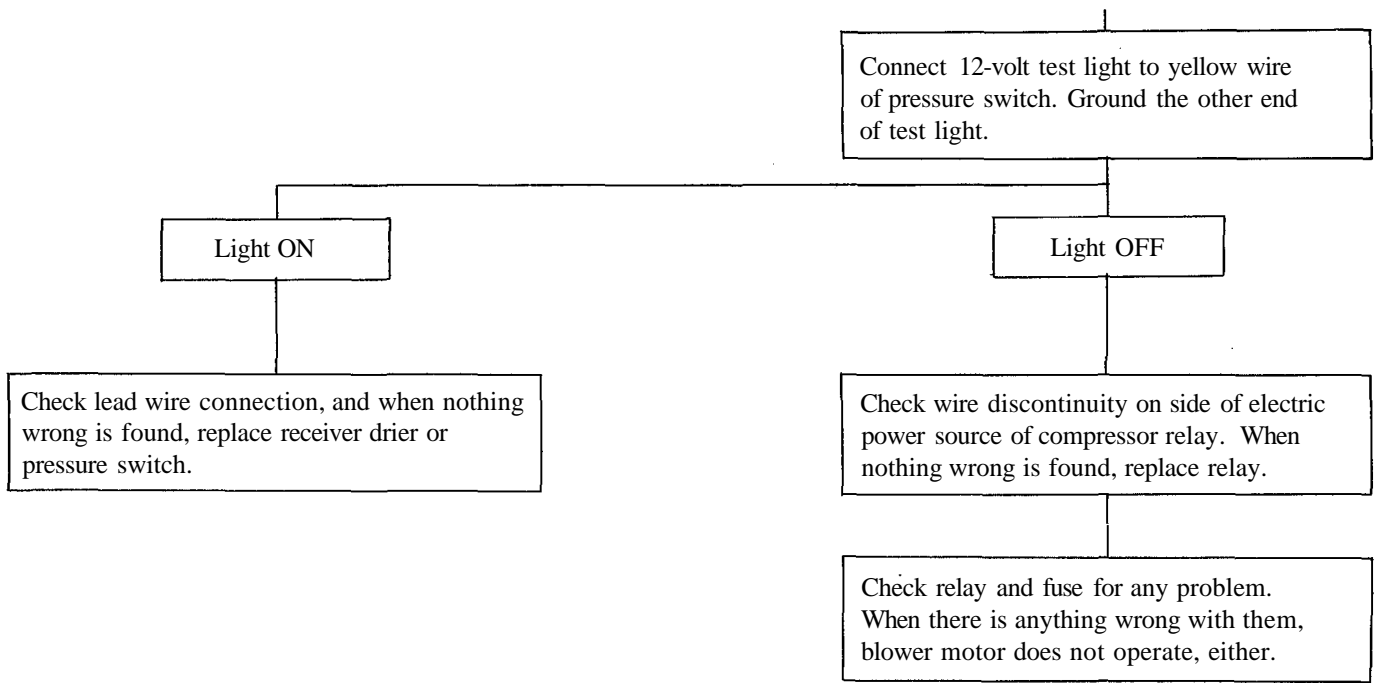 Connect 12-volt test light to yellow wire
of pressure switch. Ground the other end
of test light.
Light ON
Light OFF
Check lead wire connection, and when nothing
wrong is found, replace receiver drier or
pressure switch.
Check wire discontinuity on side of electric
power source of compressor relay. When
nothing wrong is found, replace relay.
Check relay and fuse for any problem.
When there is anything wrong with them,
blower motor does not operate, either.